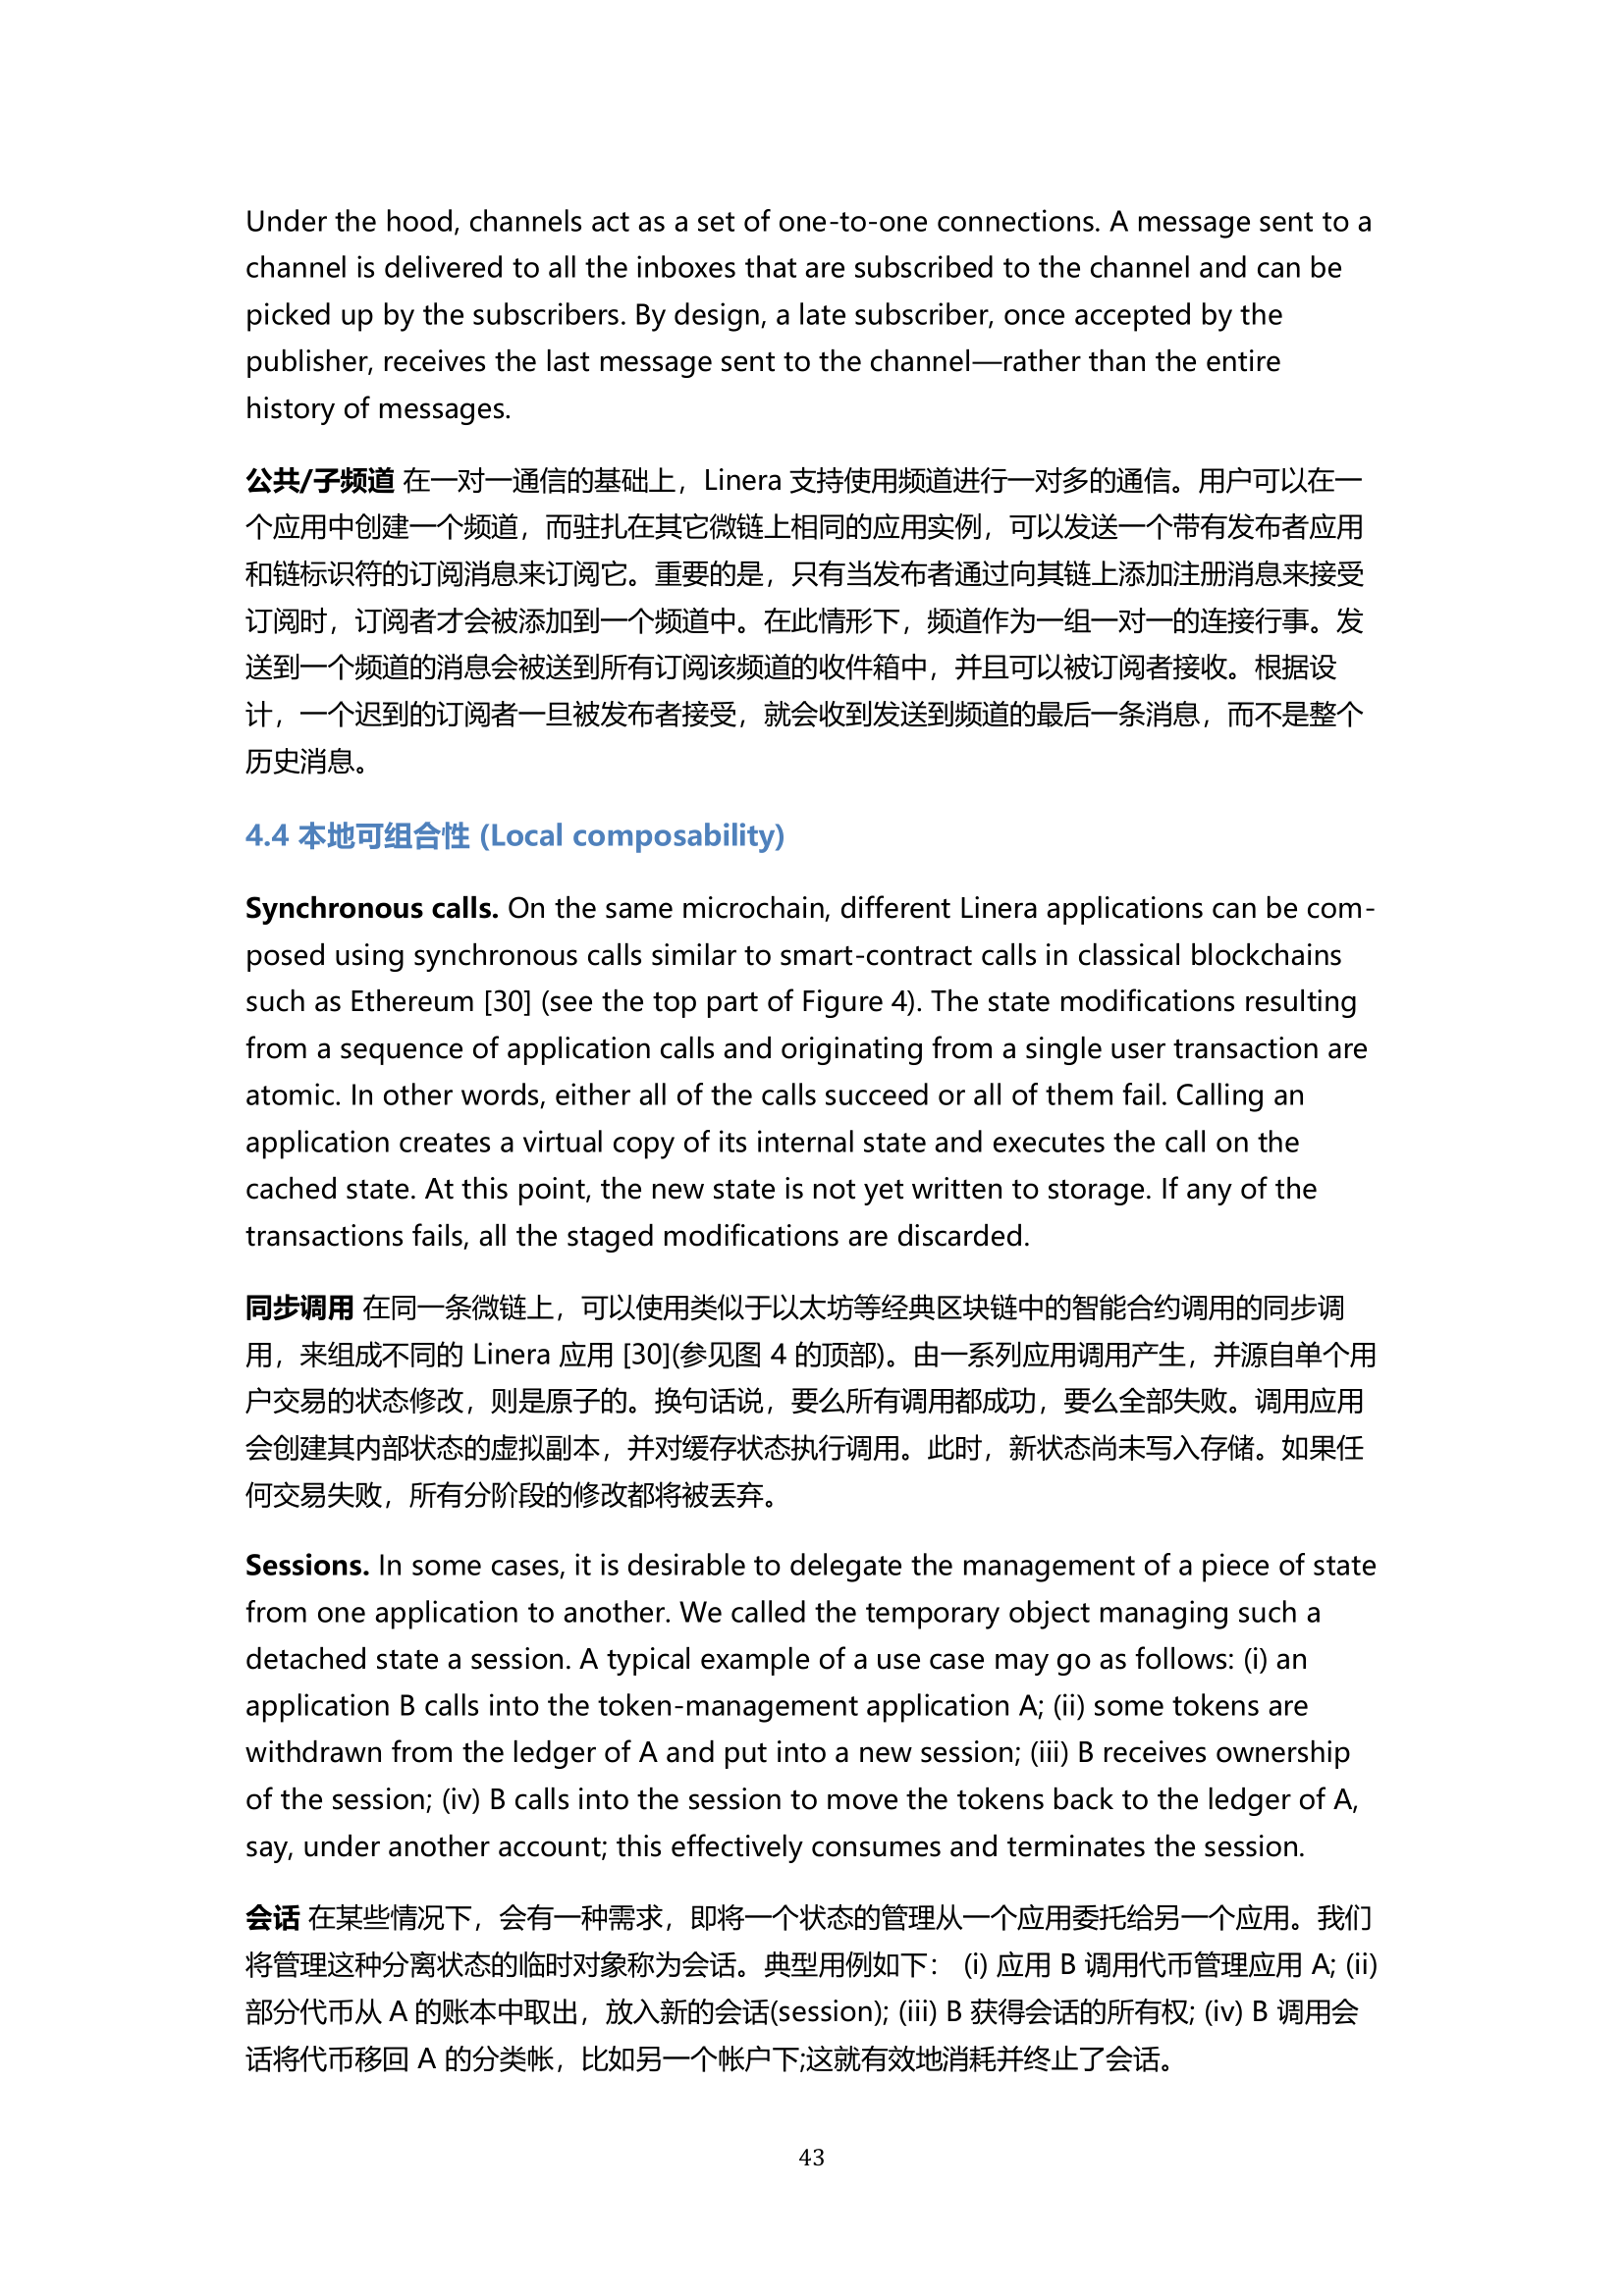 Under the hood, channels act as a set of one-to-one connections. A message sent to a
channel is delivered to all the inboxes that are subscribed to the channel and can be
picked up by the subscribers. By design, a late subscriber, once accepted by the
publisher, receives the last message sent to the channel—rather than the entire
history of messages.
公共/子频道 在一对一通信的基础上，Linera 支持使用频道进行一对多的通信。用户可以在一
个应用中创建一个频道，而驻扎在其它微链上相同的应用实例，可以发送一个带有发布者应用
和链标识符的订阅消息来订阅它。重要的是，只有当发布者通过向其链上添加注册消息来接受
订阅时，订阅者才会被添加到一个频道中。在此情形下，频道作为一组一对一的连接行事。发
送到一个频道的消息会被送到所有订阅该频道的收件箱中，并且可以被订阅者接收。根据设
计，一个迟到的订阅者一旦被发布者接受，就会收到发送到频道的最后一条消息，而不是整个
历史消息。
4.4 本地可组合性 (Local composability)
Synchronous calls. On the same microchain, different Linera applications can be com-
posed using synchronous calls similar to smart-contract calls in classical blockchains
such as Ethereum [30] (see the top part of Figure 4). The state modifications resulting
from a sequence of application calls and originating from a single user transaction are
atomic. In other words, either all of the calls succeed or all of them fail. Calling an
application creates a virtual copy of its internal state and executes the call on the
cached state. At this point, the new state is not yet written to storage. If any of the
transactions fails, all the staged modifications are discarded.
同步调用 在同一条微链上，可以使用类似于以太坊等经典区块链中的智能合约调用的同步调
用，来组成不同的 Linera 应用 [30](参见图 4 的顶部)。由一系列应用调用产生，并源自单个用
户交易的状态修改，则是原子的。换句话说，要么所有调用都成功，要么全部失败。调用应用
会创建其内部状态的虚拟副本，并对缓存状态执行调用。此时，新状态尚未写入存储。如果任
何交易失败，所有分阶段的修改都将被丢弃。
Sessions. In some cases, it is desirable to delegate the management of a piece of state
from one application to another. We called the temporary object managing such a
detached state a session. A typical example of a use case may go as follows: (i) an
application B calls into the token-management application A; (ii) some tokens are
withdrawn from the ledger of A and put into a new session; (iii) B receives ownership
of the session; (iv) B calls into the session to move the tokens back to the ledger of A,
say, under another account; this effectively consumes and terminates the session.
会话 在某些情况下，会有一种需求，即将一个状态的管理从一个应用委托给另一个应用。我们
将管理这种分离状态的临时对象称为会话。典型用例如下： (i) 应用 B 调用代币管理应用 A; (ii)
部分代币从 A 的账本中取出，放入新的会话(session); (iii) B 获得会话的所有权; (iv) B 调用会
话将代币移回 A 的分类帐，比如另一个帐户下;这就有效地消耗并终止了会话。
43